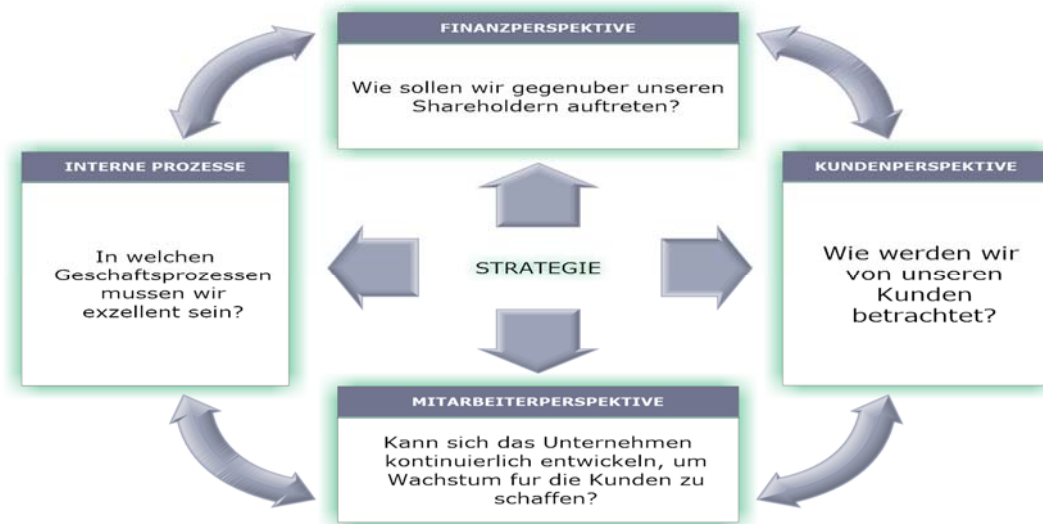 FINANZPERSPEKTIVE
Wie sollen wir gegenuber unseren
Shareholdern auftreten?
INTERNE PROZESSE
In welchen
Geschaftsprozessen
mussen wir
exzellent sein?
STRATEGIE
KUNDENPERSPEKTIVE
Wie werden wir
von unseren
Kunden
betrachtet?
MITARBEITERPERSPEKTIVE
Kann sich das Unternehmen
kontinuierlich entwickeln, um
Wachstum fur die Kunden zu
schaffen?